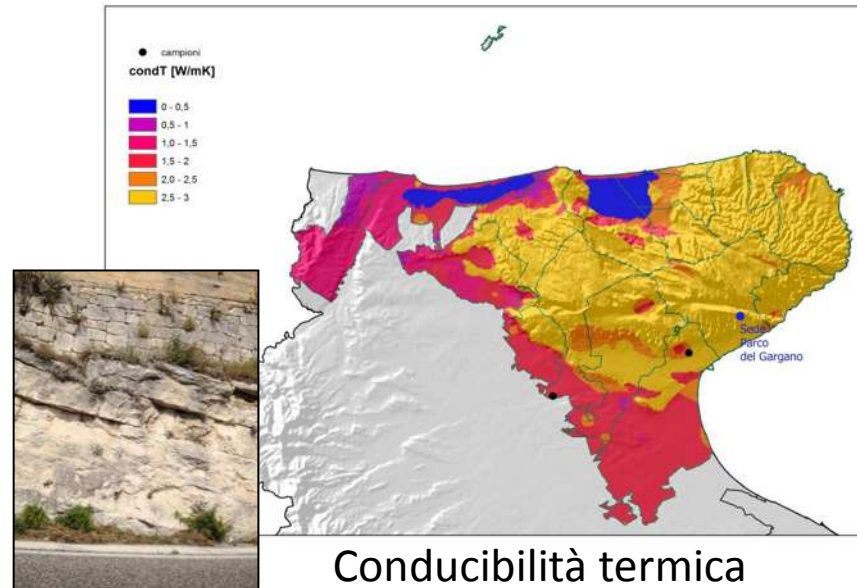 campioni
condT [W/mK]
0 - 0,5
0,5 - 1
1,0 - 1,5
1,5 - 2
2,0 - 2,5
2,5 - 3
Sede
Parco
del Gargano
Conducibilità termica